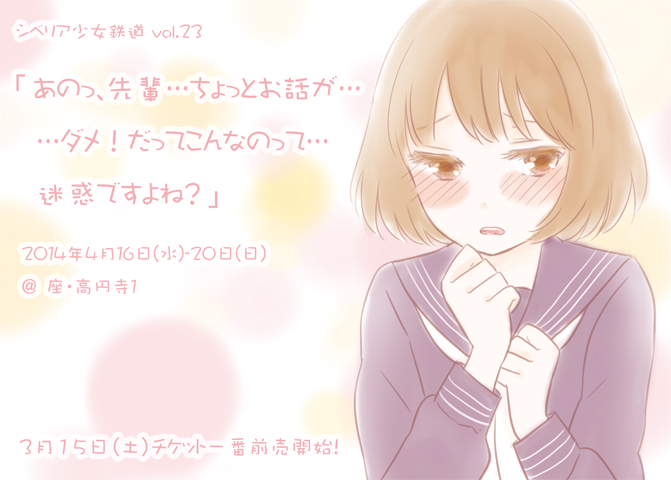 シベリア少女鉄道 vol.23
「あのっ、先輩…ちょっとお話が…
…ダメ！だってこんなのって…
迷惑ですよね？」
2014年4月16日(水)-20日(日)
@ 座・高円寺1
3月15日(土)チケット一番前売開始!